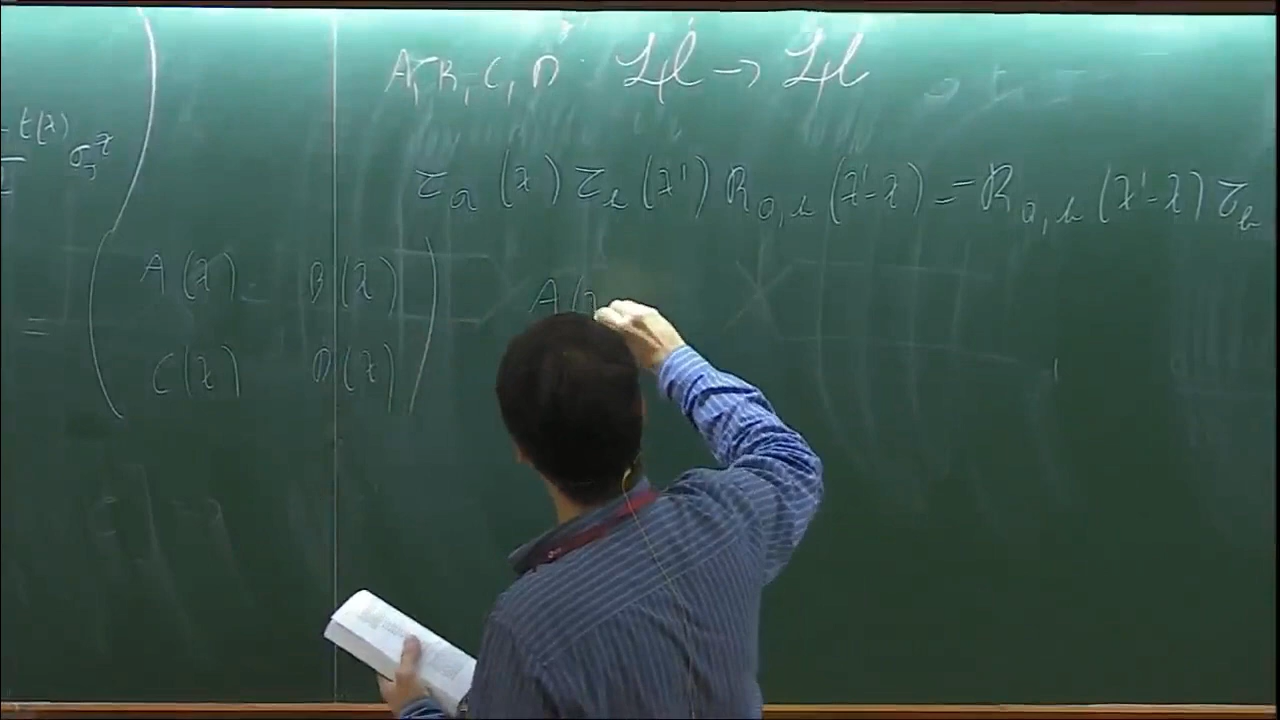 A, B, C, D : ℋ → ℋ
- t(λ) σ_j^z
τ_a (λ) τ_b (λ') R_{a,b} (λ'-λ) = R_{a,b} (λ'-λ) τ_b
= ( A(λ) B(λ)
C(λ) D(λ) )
A(λ